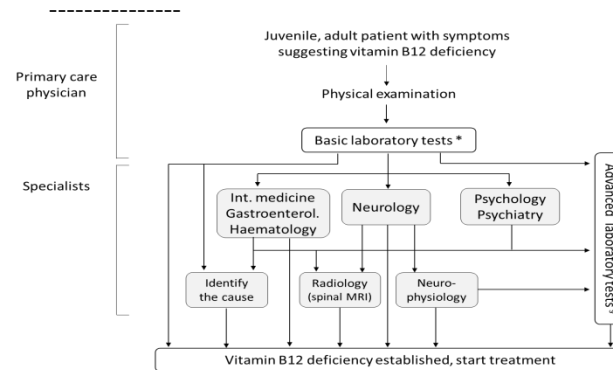 Juvenile, adult patient with symptoms
suggesting vitamin B12 deficiency
Primary care
physician
Physical examination
Basic laboratory tests *
Specialists
Int. medicine
Gastroenterol.
Haematology
Neurology
Psychology
Psychiatry
Advanced laboratory tests
Identify
the cause
Radiology
(spinal MRI)
Neuro-
physiology
Vitamin B12 deficiency established, start treatment